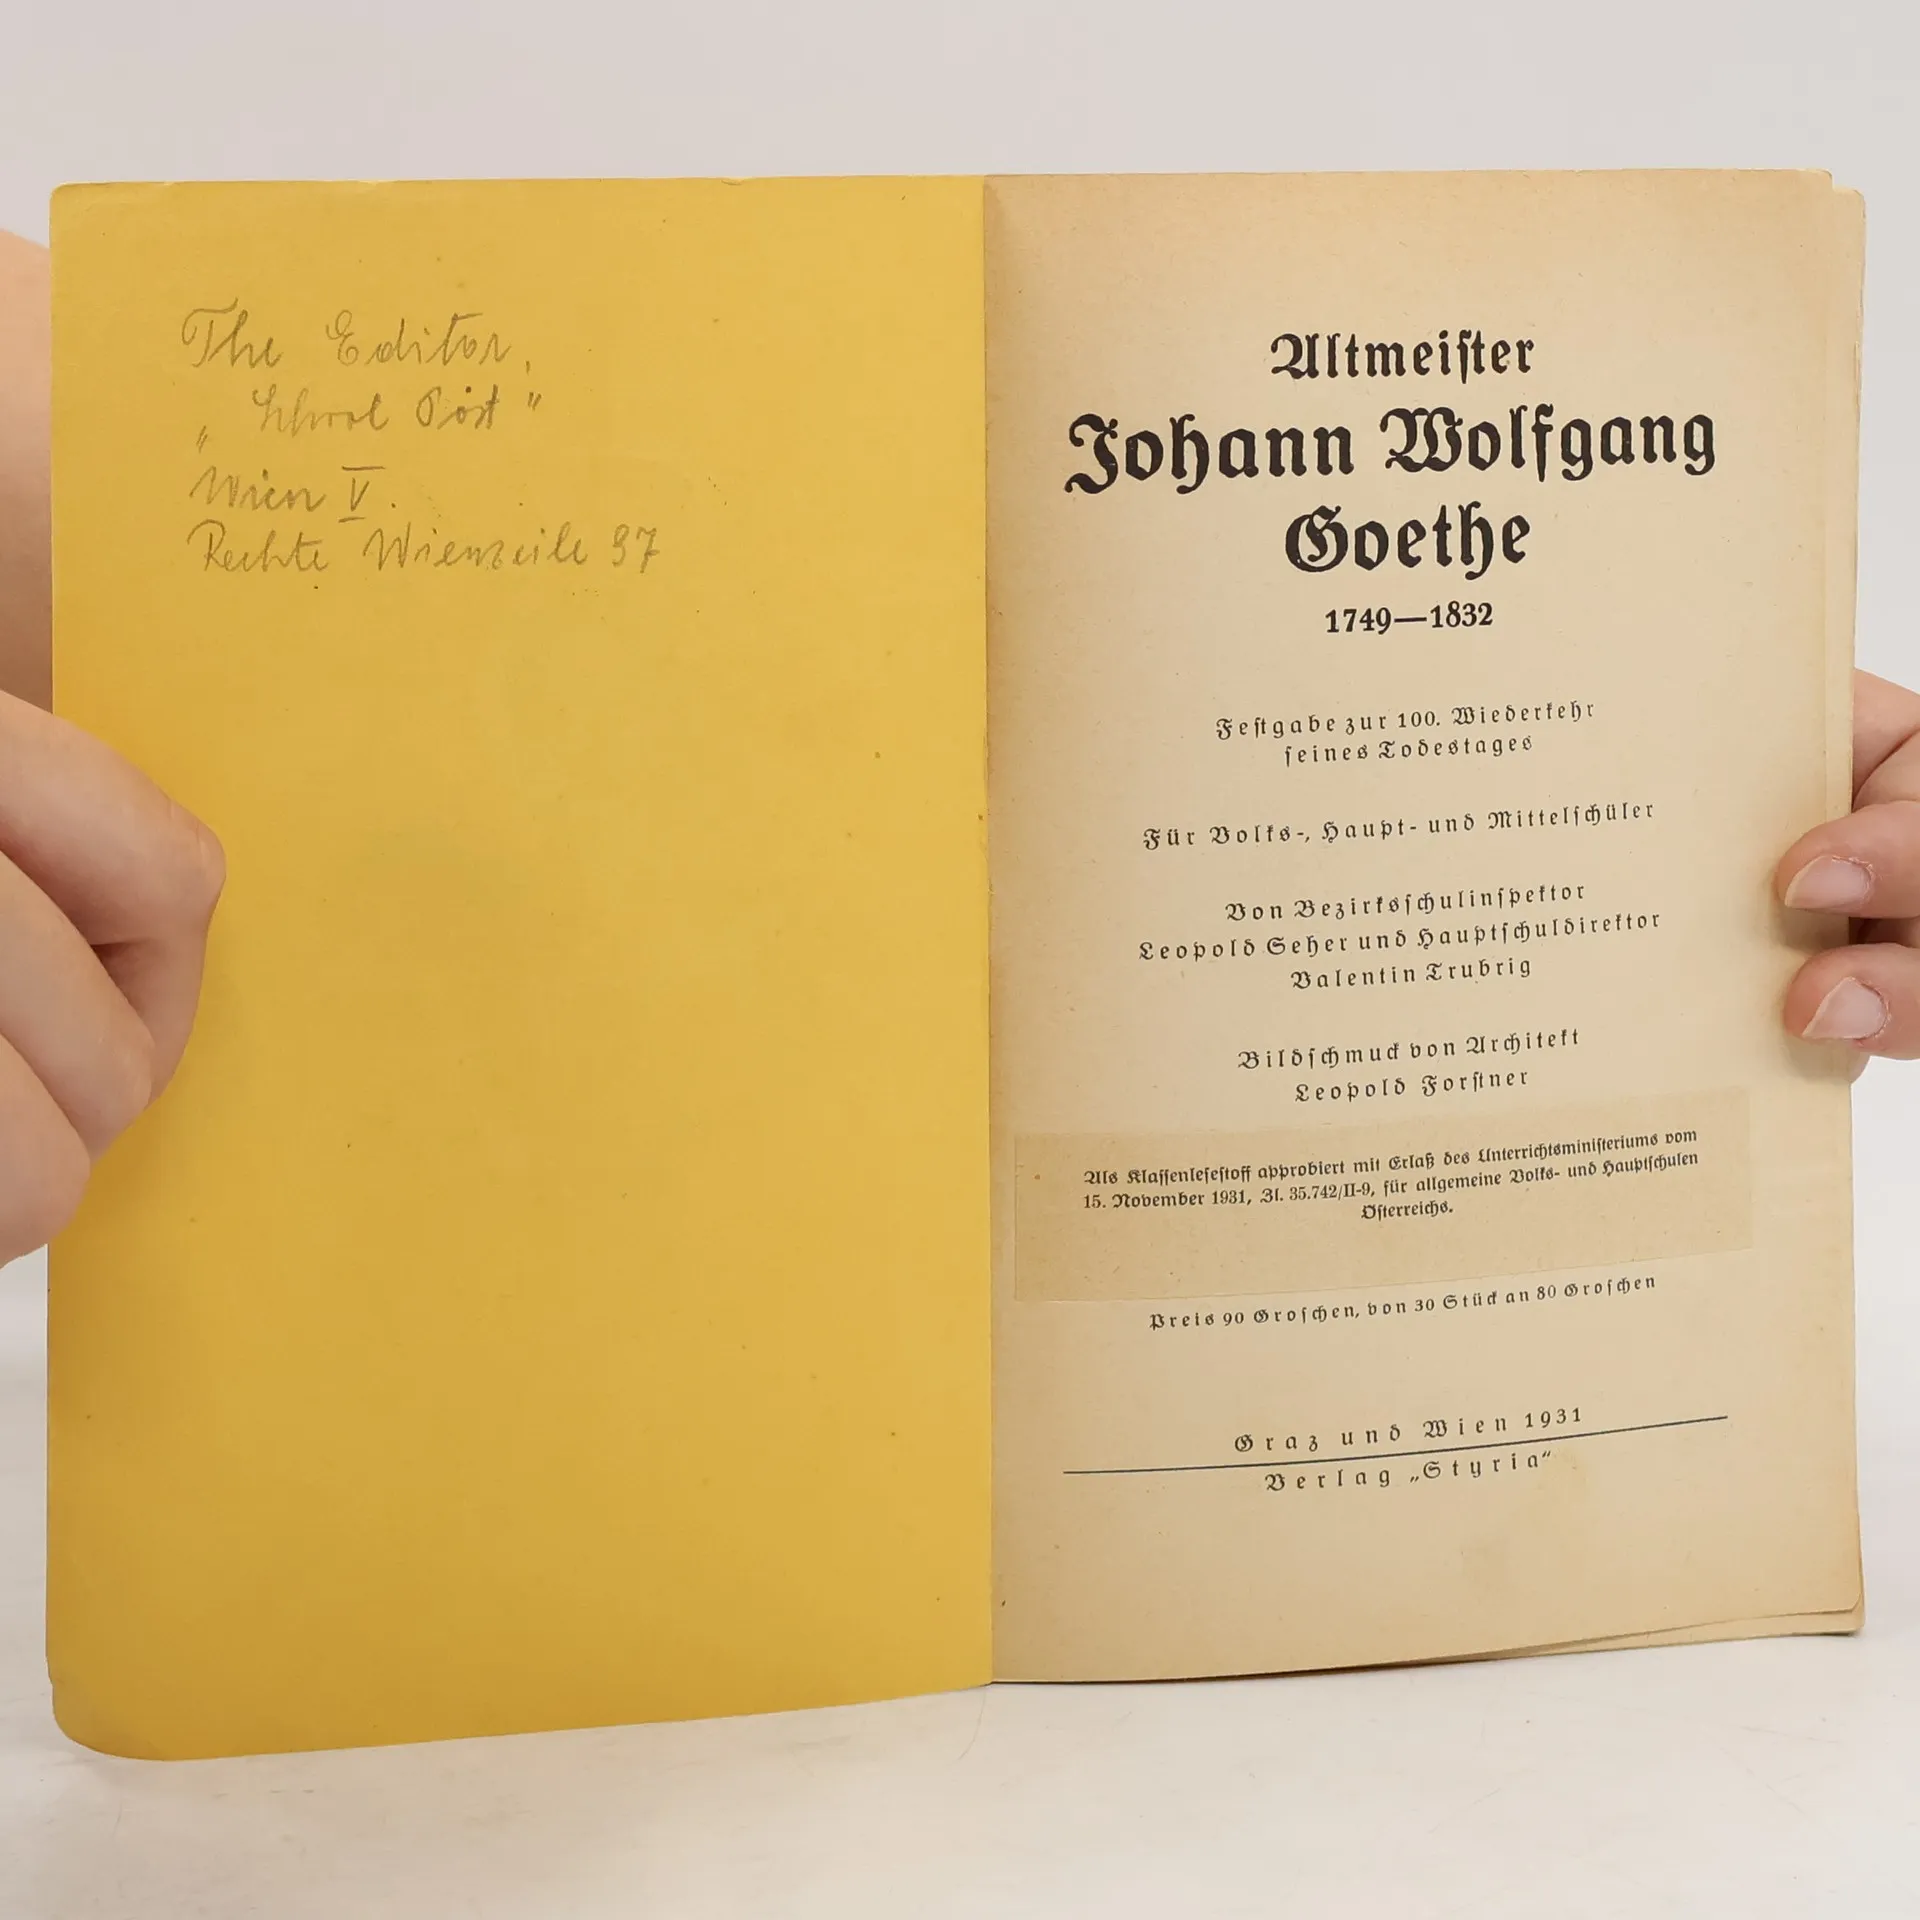 The Editor,
„ School Post "
Wien V.
Rechte Wienzeile 97
Altmeister
Johann Wolfgang
Goethe
1749—1832
Festgabe zur 100. Wiederkehr
seines Todestages
Für Volks-, Haupt- und Mittelschüler
Von Bezirksschulinspektor
Leopold Seher und Hauptschuldirektor
Valentin Trubrig
Bildschmuck von Architekt
Leopold Forstner
Als Klassenlesestoff approbiert mit Erlaß des Unterrichtsministeriums vom
15. November 1931, Zl. 35.742/II-9, für allgemeine Volks- und Hauptschulen
Österreichs.
Preis 90 Groschen, von 30 Stück an 80 Groschen
Graz und Wien 1931
Verlag „Styria“